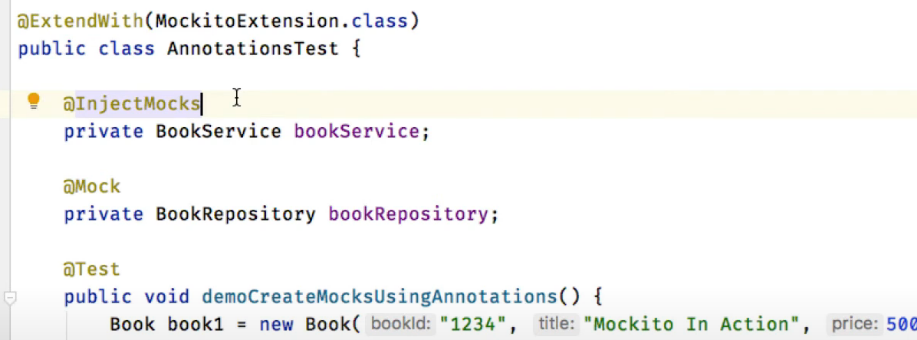 @ExtendWith(MockitoExtension.class)
public class AnnotationsTest {
@InjectMocks
private BookService bookService;
@Mock
private BookRepository bookRepository;
@Test
public void demoCreateMocksUsingAnnotations() {
Book book1 = new Book( bookId: "1234", title: "Mockito In Action", price: 500